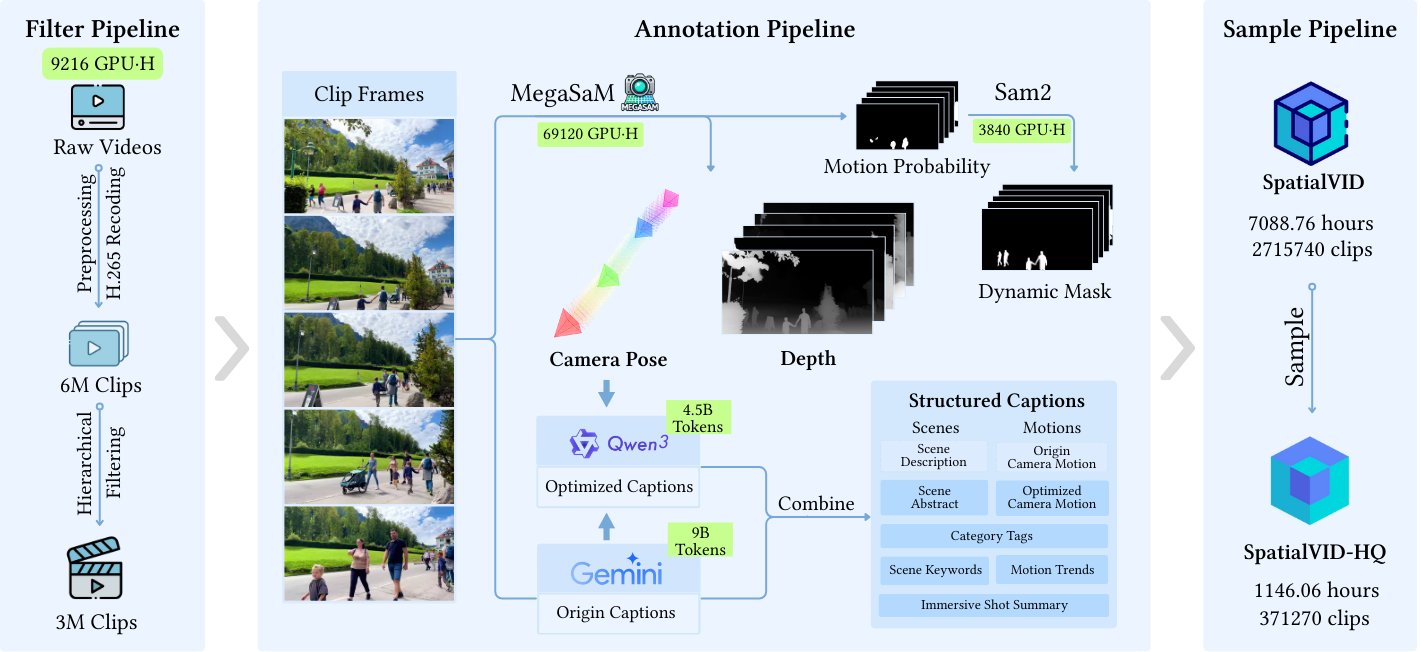 Filter Pipeline
9216 GPU·H
Raw Videos
Preprocessing
H.265 Recoding
6M Clips
Hierarchical
Filtering
3M Clips
Annotation Pipeline
Clip Frames
MegaSaM
MEGASAM
69120 GPU·H
Motion Probability
Sam2
3840 GPU·H
Dynamic Mask
Camera Pose
Depth
4.5B
Tokens
Qwen3
Optimized Captions
9B
Tokens
Gemini
Origin Captions
Combine
Structured Captions
Scenes
Motions
Scene
Description
Origin
Camera Motion
Scene
Abstract
Optimized
Camera Motion
Category Tags
Scene Keywords
Motion Trends
Immersive Shot Summary
Sample Pipeline
SpatialVID
7088.76 hours
2715740 clips
Sample
SpatialVID-HQ
1146.06 hours
371270 clips